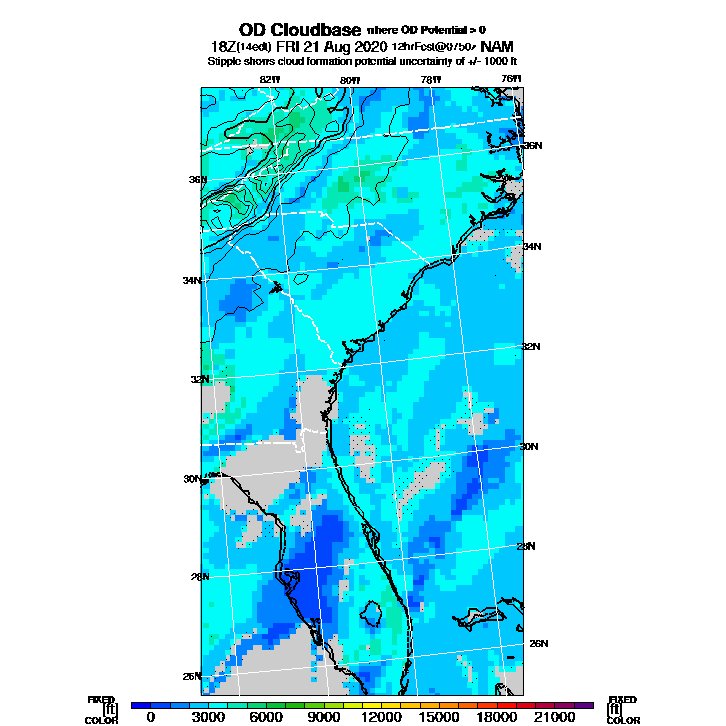 OD Cloudbase where OD Potential > 0
18Z(14edt) FRI 21 Aug 2020 12hrFcst@0750z NAM
Stipple shows cloud formation potential uncertainty of +/- 1000 ft
82W 80W 78W 76W
36N 36N
34N 34N
32N 32N
30N 30N
28N 28N
26N 26N
FIXED FIXED
[ft] [ft]
COLOR COLOR
0 3000 6000 9000 12000 15000 18000 21000